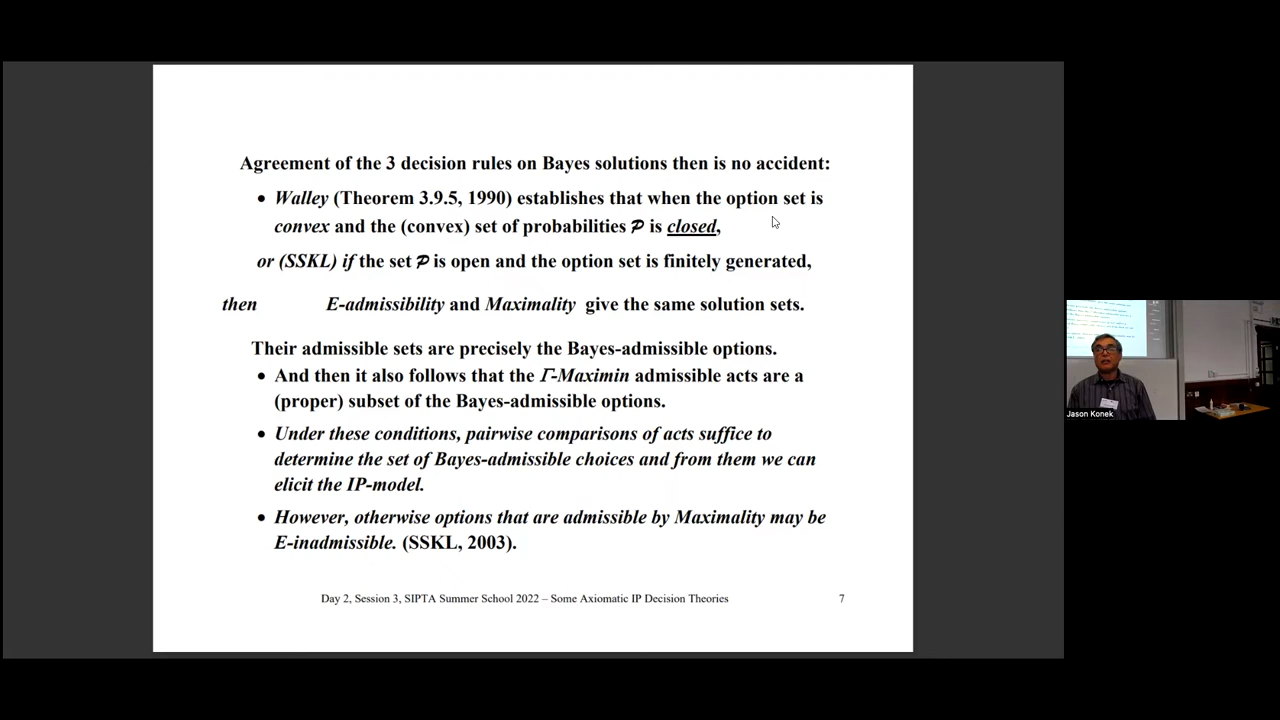 Agreement of the 3 decision rules on Bayes solutions then is no accident:
• Walley (Theorem 3.9.5, 1990) establishes that when the option set is
convex and the (convex) set of probabilities 𝒫 is closed,
or (SSKL) if the set 𝒫 is open and the option set is finitely generated,
then E-admissibility and Maximality give the same solution sets.
Their admissible sets are precisely the Bayes-admissible options.
• And then it also follows that the Γ-Maximin admissible acts are a
(proper) subset of the Bayes-admissible options.
• Under these conditions, pairwise comparisons of acts suffice to
determine the set of Bayes-admissible choices and from them we can
elicit the IP-model.
• However, otherwise options that are admissible by Maximality may be
E-inadmissible. (SSKL, 2003).
Day 2, Session 3, SIPTA Summer School 2022 – Some Axiomatic IP Decision Theories 7
Jason Konek